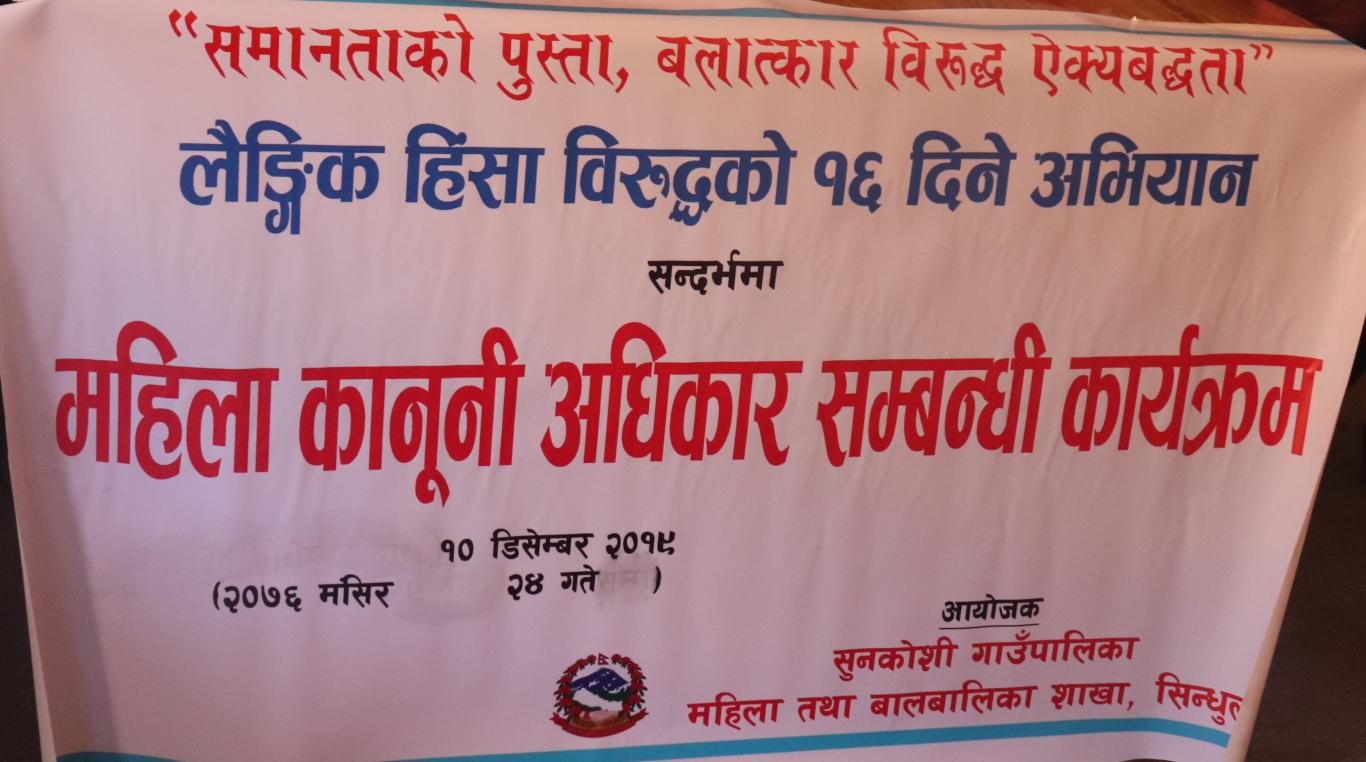 “समानताको पुस्ता, बलात्कार विरूद्ध ऐक्यबद्धता”
लैङ्गिक हिंसा विरूद्धको १६ दिने अभियान
सन्दर्भमा
महिला कानूनी अधिकार सम्बन्धी कार्यक्रम
१० डिसेम्बर २०१९
(२०७६ मंसिर २४ गते )
आयोजक
सुनकोशी गाउँपालिका
महिला तथा बालबालिका शाखा,